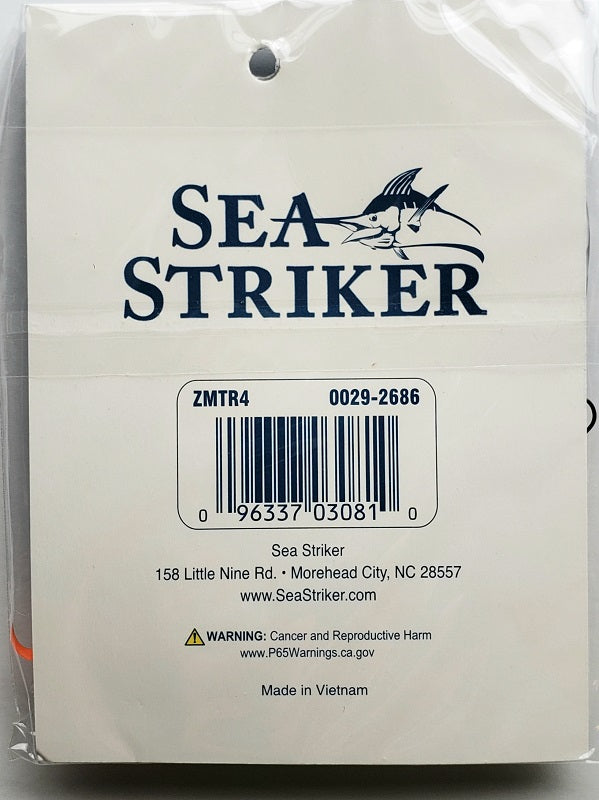 SEA
STRIKER
ZMTR4 0029-2686
0 96337 03081 0
Sea Striker
158 Little Nine Rd. • Morehead City, NC 28557
www.SeaStriker.com
WARNING: Cancer and Reproductive Harm
www.P65Warnings.ca.gov
Made in Vietnam